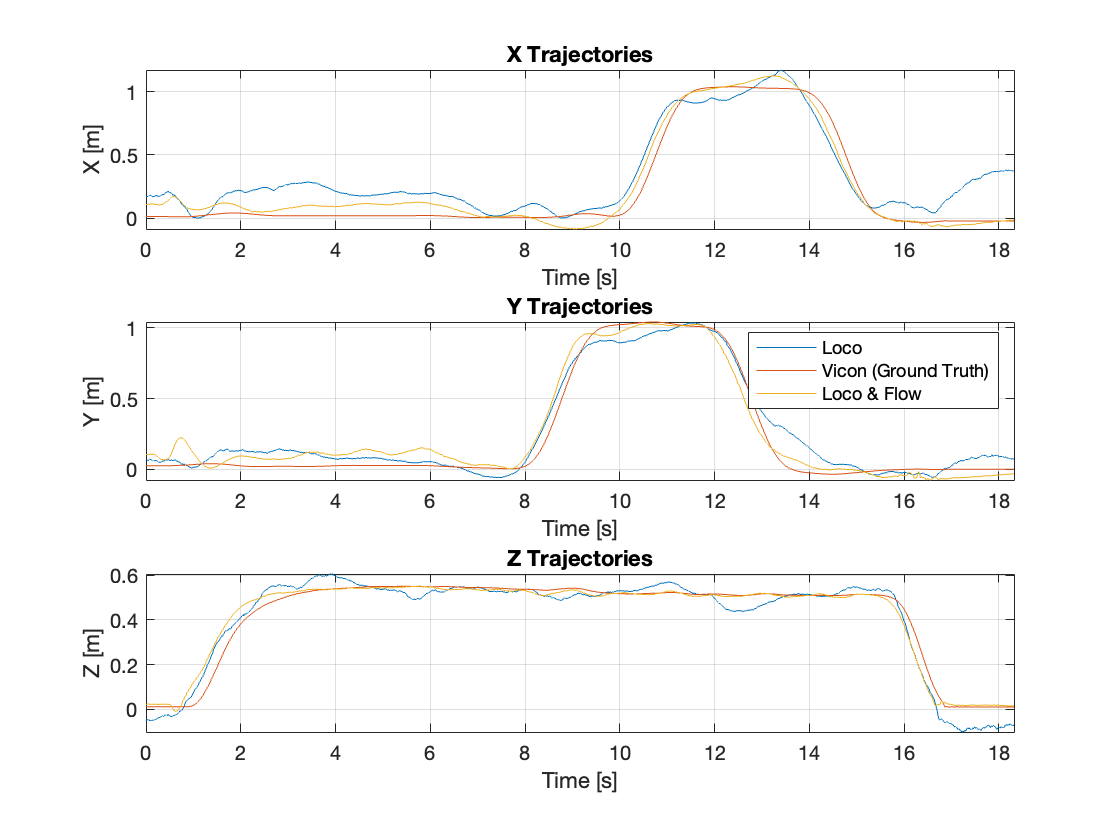 X Trajectories
1
0.5
0
X [m]
0 2 4 6 8 10 12 14 16 18
Time [s]
Y Trajectories
1
0.5
0
Y [m]
Loco
Vicon (Ground Truth)
Loco & Flow
0 2 4 6 8 10 12 14 16 18
Time [s]
Z Trajectories
0.6
0.4
0.2
0
Z [m]
0 2 4 6 8 10 12 14 16 18
Time [s]